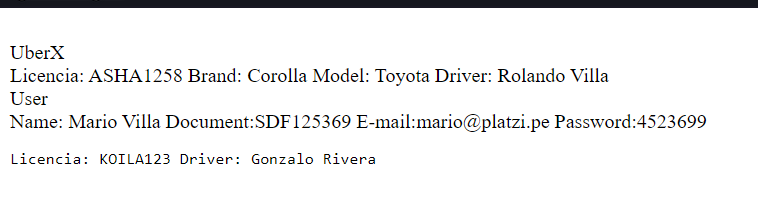 UberX
Licencia: ASHA1258 Brand: Corolla Model: Toyota Driver: Rolando Villa
User
Name: Mario Villa Document:SDF125369 E-mail:mario@platzi.pe Password:4523699
Licencia: KOILA123 Driver: Gonzalo Rivera